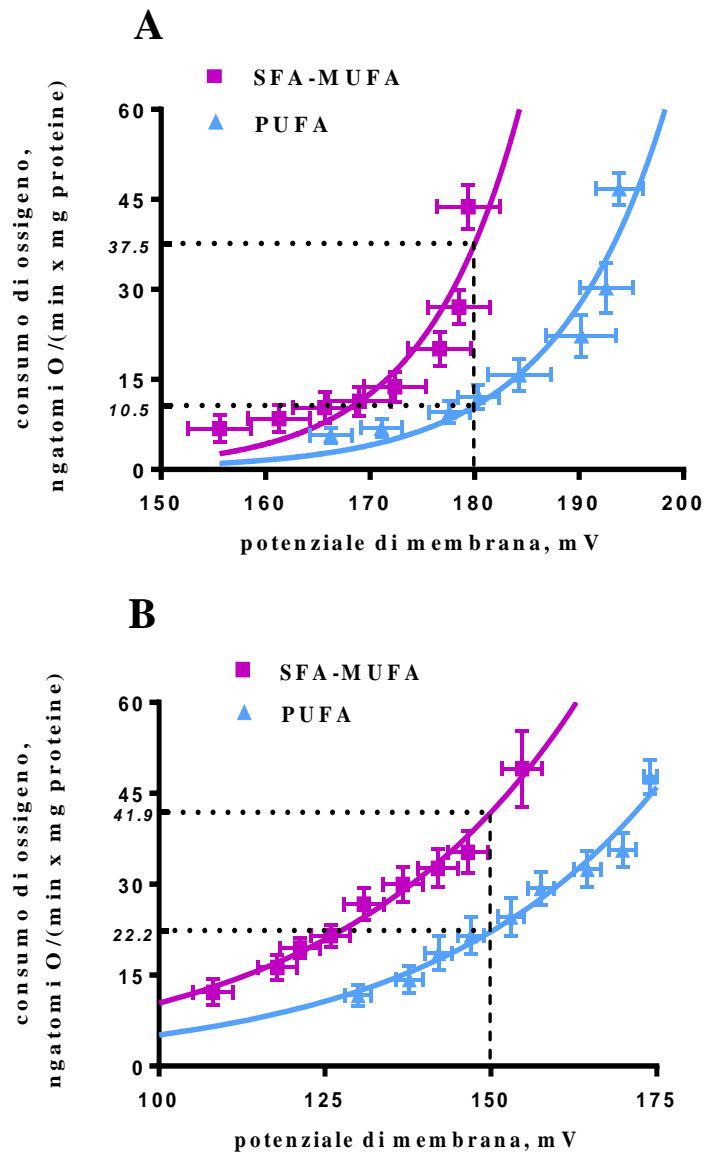 A
SFA-MUFA
PUFA
consumo di ossigeno,
ngatomi O/(min x mg proteine)
60
45
37.5
30
15
10.5
0
150 160 170 180 190 200
potenziale di membrana, mV
B
SFA-MUFA
PUFA
consumo di ossigeno,
ngatomi O/(min x mg proteine)
60
45
41.9
30
22.2
15
0
100 125 150 175
potenziale di membrana, mV